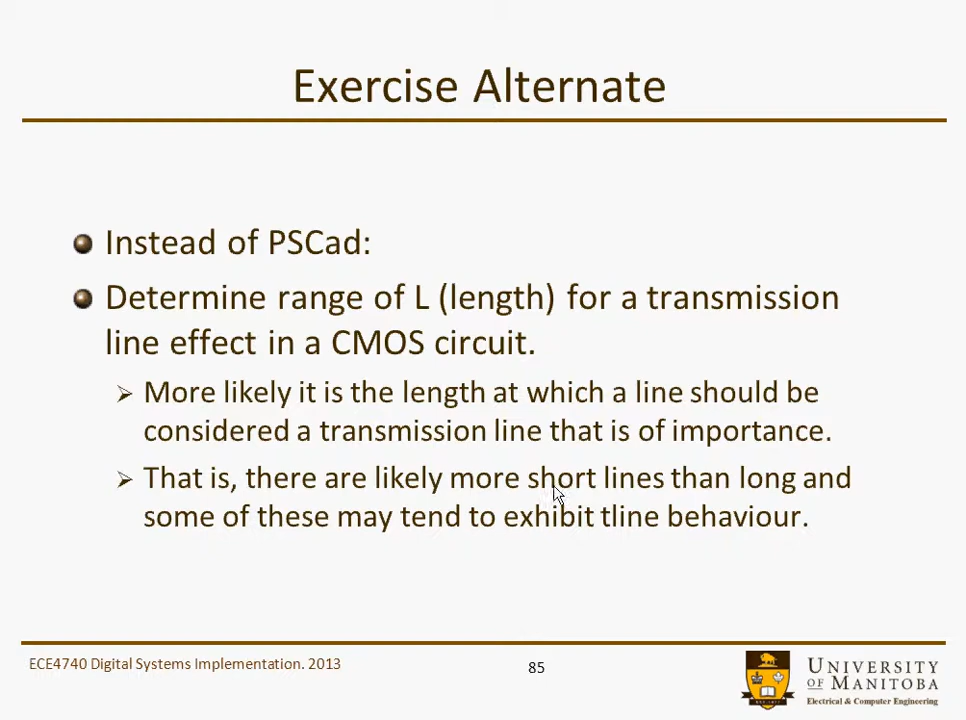 Exercise Alternate
Instead of PSCad:
Determine range of L (length) for a transmission
line effect in a CMOS circuit.
More likely it is the length at which a line should be
considered a transmission line that is of importance.
That is, there are likely more short lines than long and
some of these may tend to exhibit tline behaviour.
ECE4740 Digital Systems Implementation. 2013
85
UNIVERSITY
OF MANITOBA
Electrical & Computer Engineering